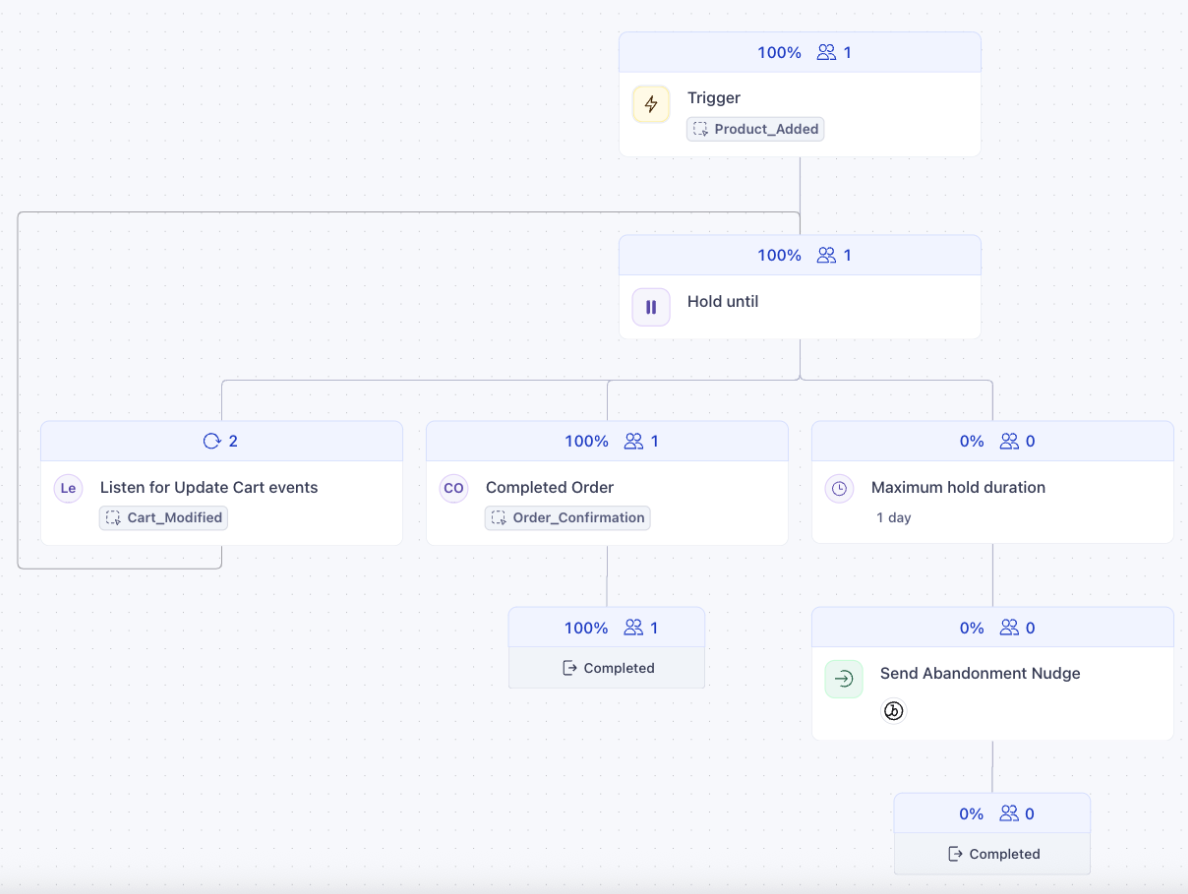 100% 1
Trigger
Product_Added
100% 1
Hold until
2
Le Listen for Update Cart events
Cart_Modified
100% 1
CO Completed Order
Order_Confirmation
0% 0
Maximum hold duration
1 day
100% 1
Completed
0% 0
Send Abandonment Nudge
b
0% 0
Completed